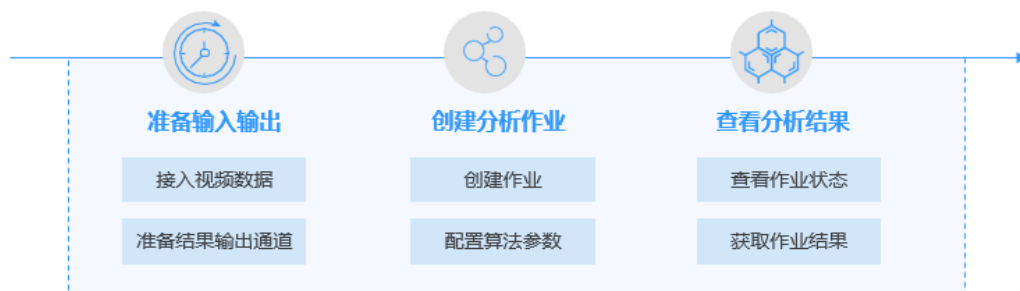 准备输入输出
接入视频数据
准备结果输出通道
创建分析作业
创建作业
配置算法参数
查看分析结果
查看作业状态
获取作业结果